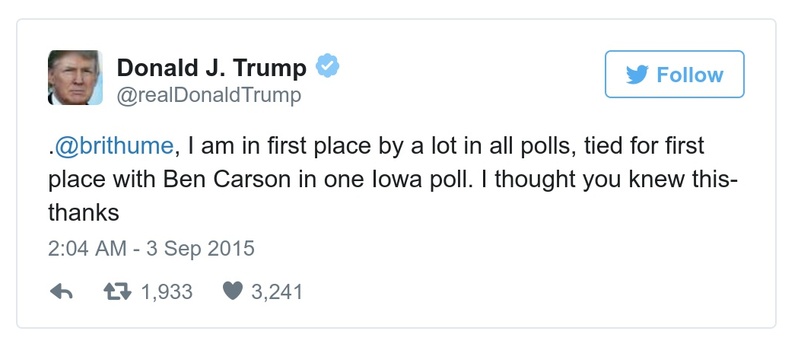 Donald J. Trump
@realDonaldTrump
Follow
.@brithume, I am in first place by a lot in all polls, tied for first
place with Ben Carson in one Iowa poll. I thought you knew this-
thanks
2:04 AM - 3 Sep 2015
1,933 3,241